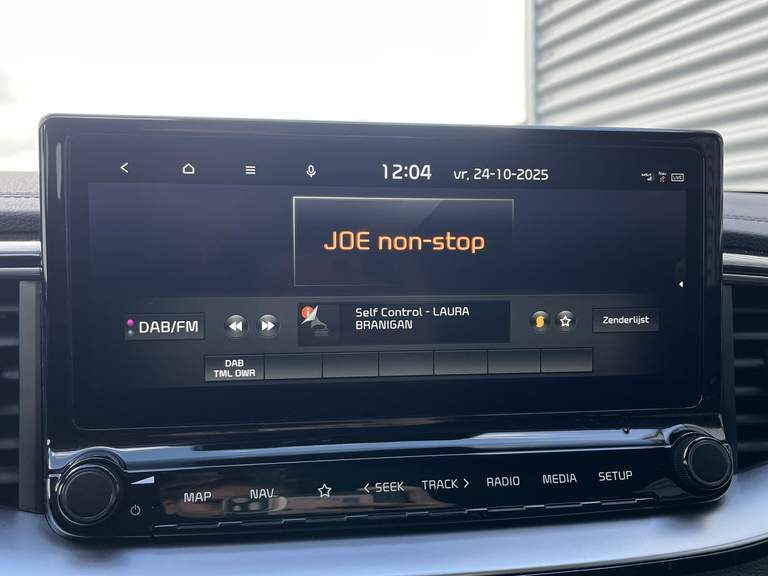 12:04 vr, 24-10-2025
JOE non-stop
DAB/FM
Self Control - LAURA
BRANIGAN
Zenderlijst
DAB
TML OWR
MAP NAV < SEEK TRACK > RADIO MEDIA SETUP